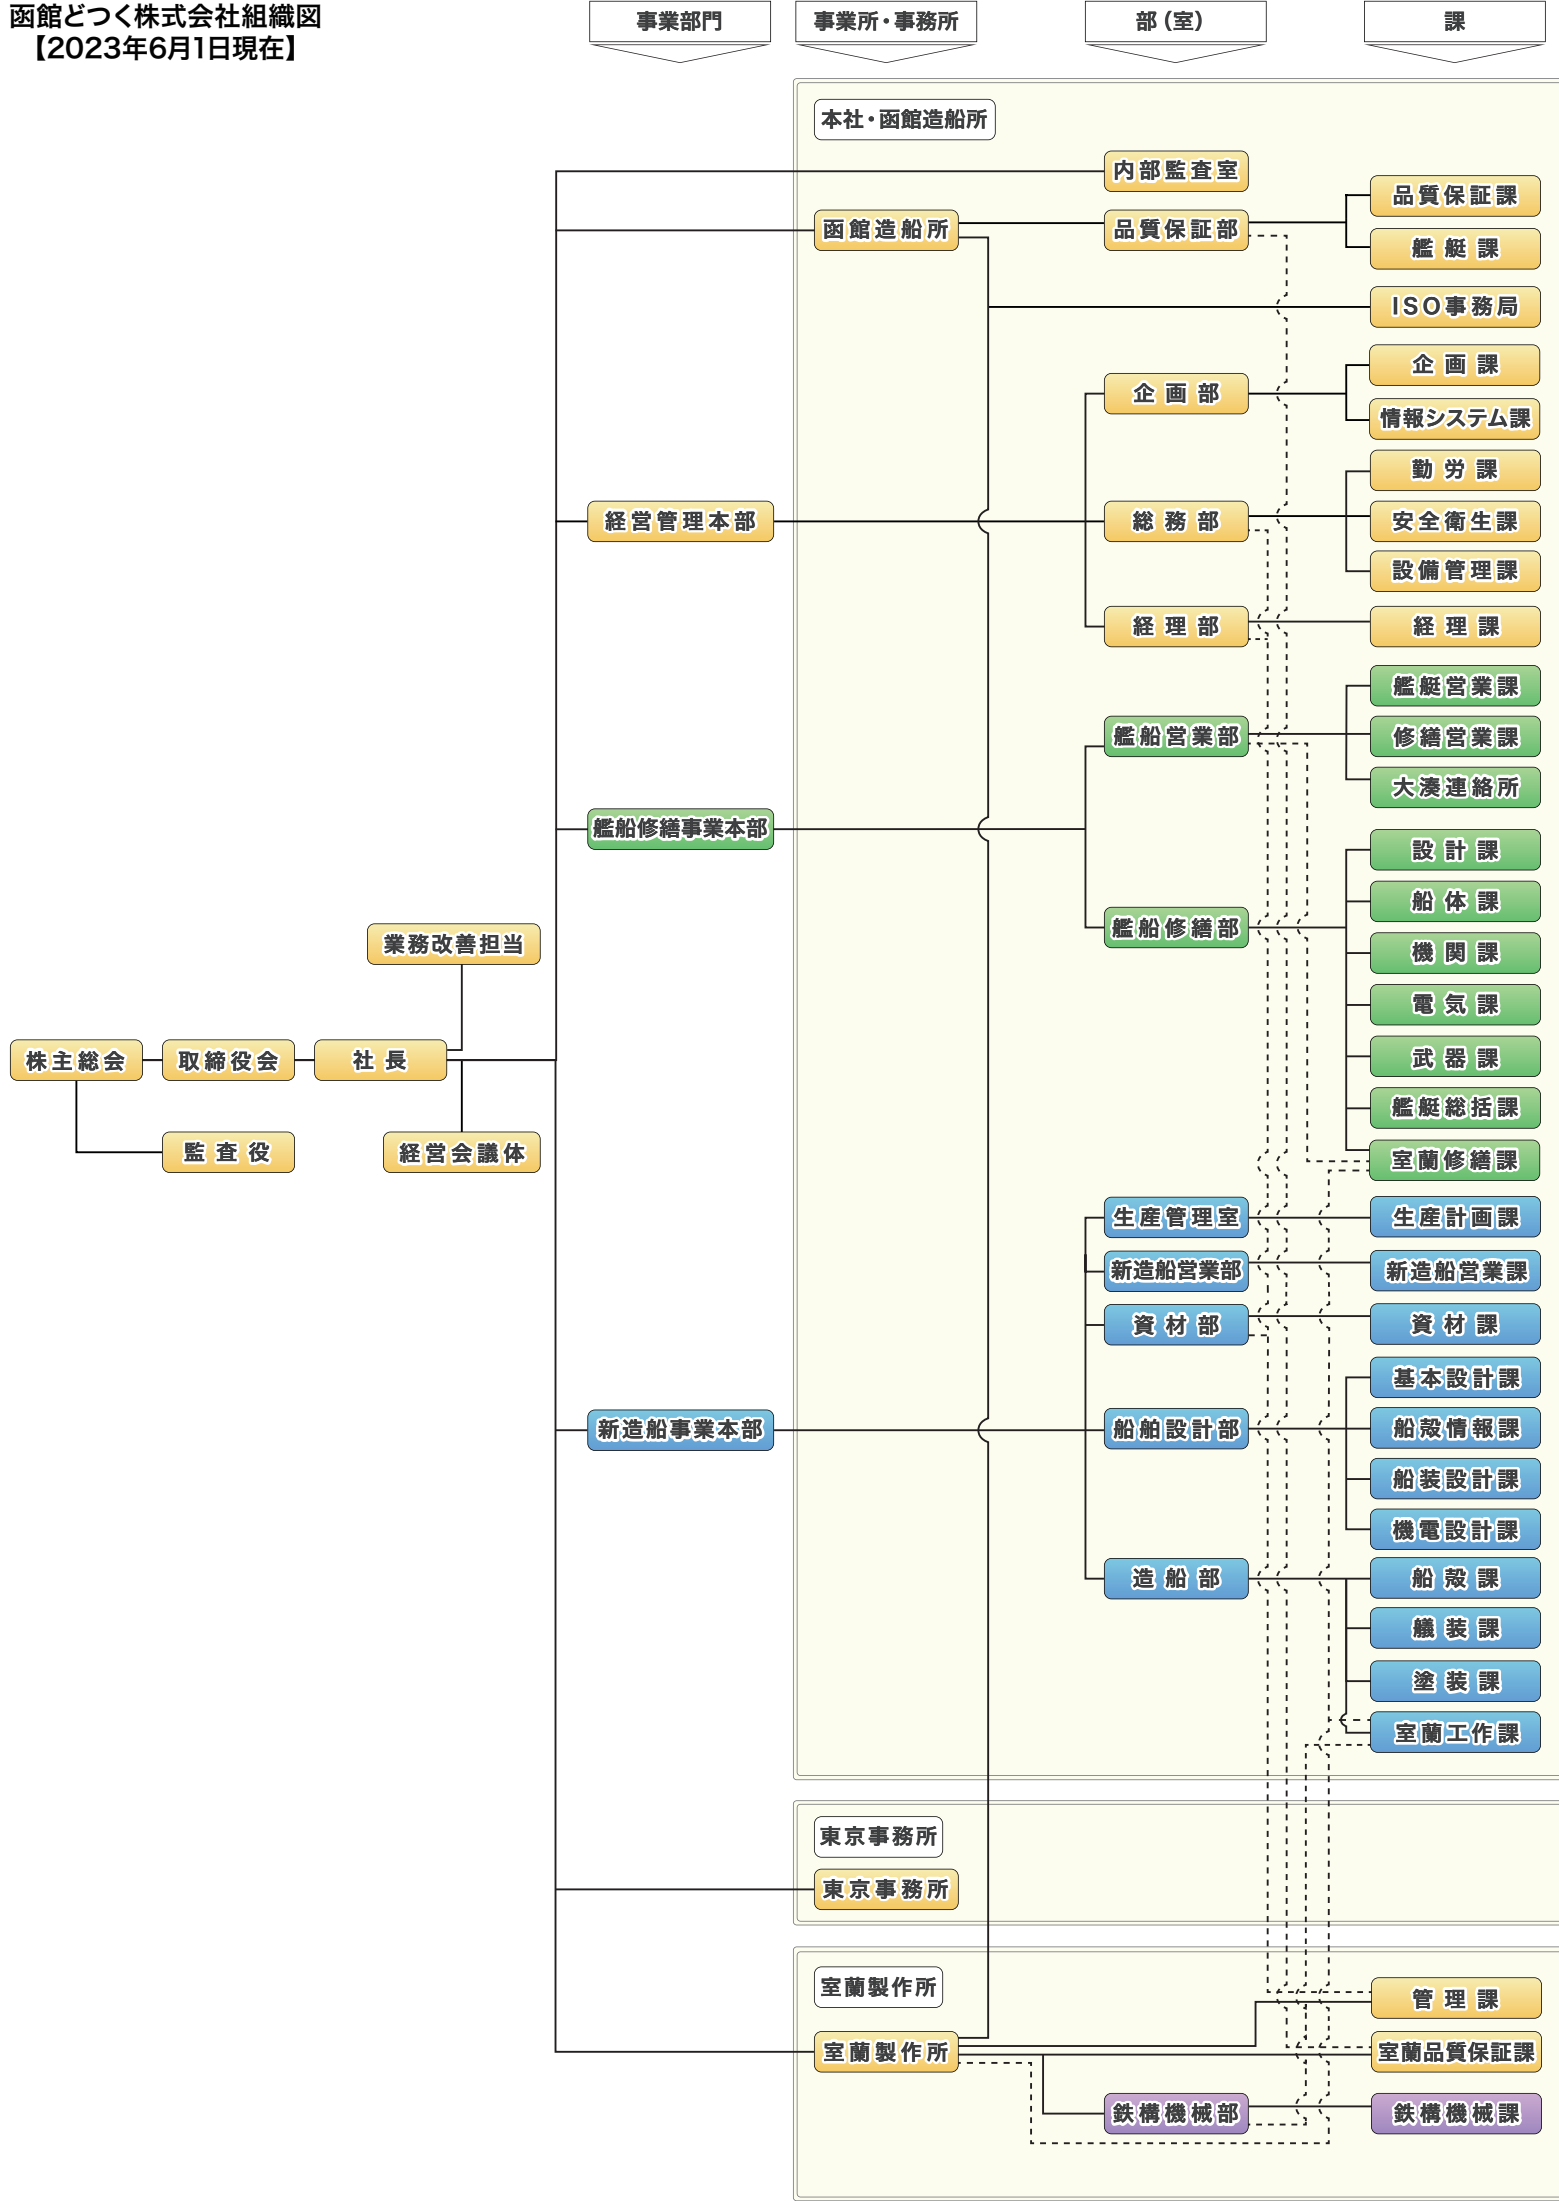 函館どつく株式会社組織図
【2023年6月1日現在】
事業部門
事業所・事務所
部（室）
課
本社・函館造船所
内部監査室
品質保証課
函館造船所
品質保証部
艦艇課
ISO事務局
企画課
企画部
情報システム課
勤労課
経営管理本部
総務部
安全衛生課
設備管理課
経理部
経理課
艦艇営業課
艦船営業部
修繕営業課
大湊連絡所
艦船修繕事業本部
設計課
船体課
艦船修繕部
業務改善担当
機関課
電気課
株主総会
取締役会
社長
武器課
艦艇総括課
監査役
経営会議体
室蘭修繕課
生産管理室
生産計画課
新造船営業部
新造船営業課
資材部
資材課
基本設計課
新造船事業本部
船舶設計部
船殻情報課
船装設計課
機電設計課
造船部
船殻課
艤装課
塗装課
室蘭工作課
東京事務所
東京事務所
室蘭製作所
管理課
室蘭製作所
室蘭品質保証課
鉄構機械部
鉄構機械課